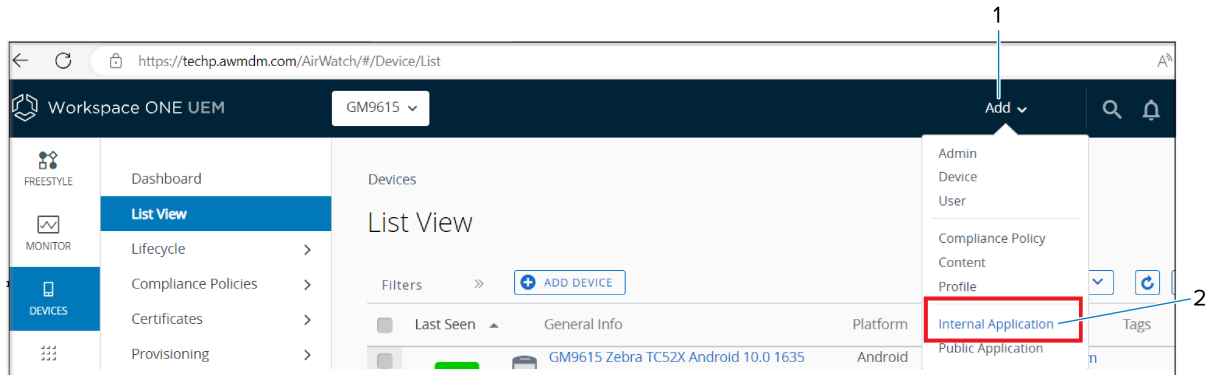 1
https://techp.awmdm.com/AirWatch/#/Device/List
Workspace ONE UEM
GM9615
Add
FREESTYLE
MONITOR
DEVICES
Dashboard
List View
Lifecycle
Compliance Policies
Certificates
Provisioning
Devices
List View
Filters
ADD DEVICE
Last Seen General Info Platform Tags
GM9615 Zebra TC52X Android 10.0 1635 Android
Admin
Device
User
Compliance Policy
Content
Profile
Internal Application
Public Application
2